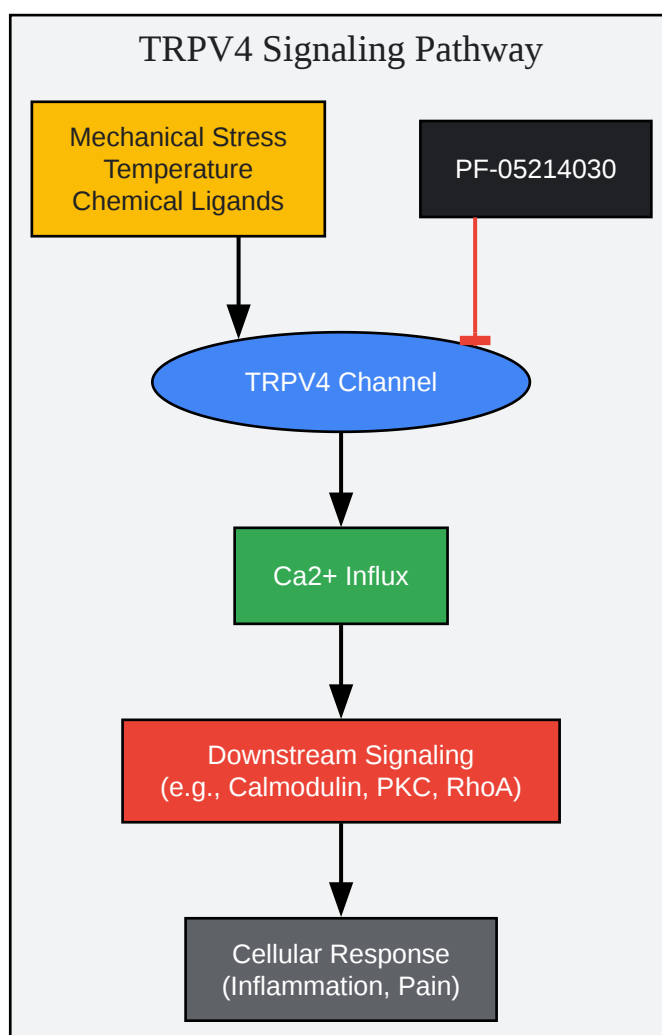 TRPV4 Signaling Pathway
Mechanical Stress
Temperature
Chemical Ligands
PF-05214030
TRPV4 Channel
Ca2+ Influx
Downstream Signaling
(e.g., Calmodulin, PKC, RhoA)
Cellular Response
(Inflammation, Pain)